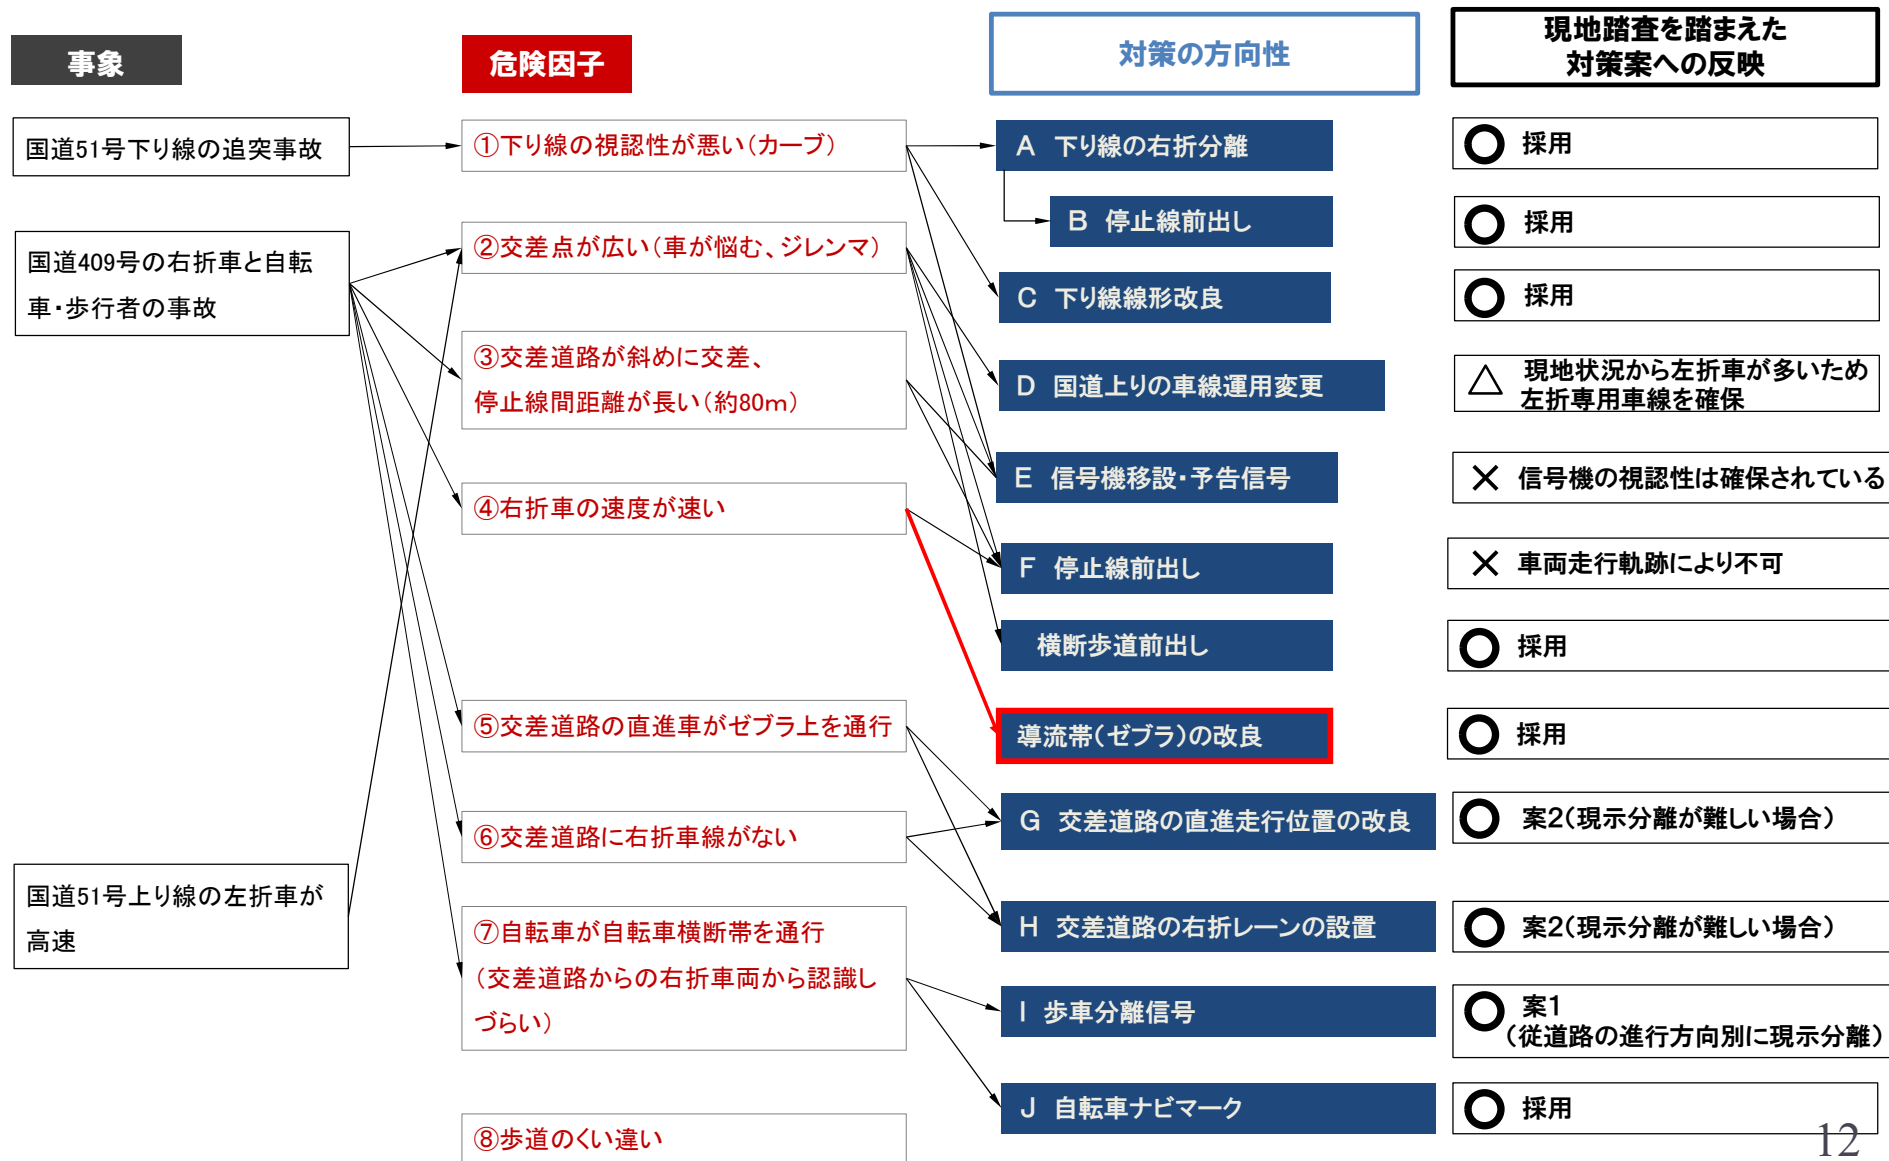 事象
危険因子
対策の方向性
現地踏査を踏まえた
対策案への反映
国道51号下り線の追突事故
①下り線の視認性が悪い（カーブ）
A 下り線の右折分離
○ 採用
B 停止線前出し
○ 採用
国道409号の右折車と自転
車・歩行者の事故
②交差点が広い（車が悩む、ジレンマ）
C 下り線線形改良
○ 採用
③交差道路が斜めに交差、
停止線間距離が長い（約80m）
D 国道上りの車線運用変更
△ 現地状況から左折車が多いため
左折専用車線を確保
④右折車の速度が速い
E 信号機移設・予告信号
× 信号機の視認性は確保されている
F 停止線前出し
× 車両走行軌跡により不可
横断歩道前出し
○ 採用
⑤交差道路の直進車がゼブラ上を通行
導流帯（ゼブラ）の改良
○ 採用
⑥交差道路に右折車線がない
G 交差道路の直進走行位置の改良
○ 案2（現示分離が難しい場合）
国道51号上り線の左折車が
高速
⑦自転車が自転車横断帯を通行
（交差道路からの右折車両から認識し
づらい）
H 交差道路の右折レーンの設置
○ 案2（現示分離が難しい場合）
I 歩車分離信号
○ 案1
（従道路の進行方向別に現示分離）
J 自転車ナビマーク
○ 採用
⑧歩道のくい違い
12